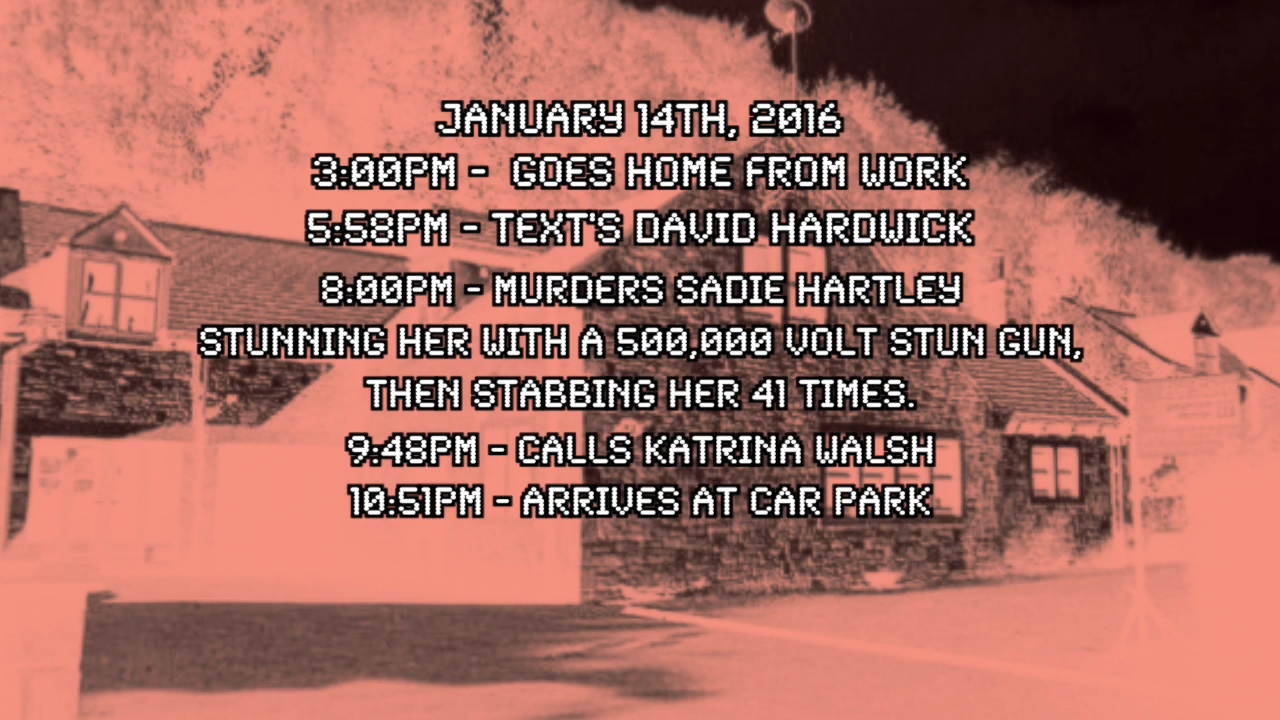 JANUARY 14TH, 2016
3:00PM - GOES HOME FROM WORK
5:58PM - TEXT'S DAVID HARDWICK
8:00PM - MURDERS SADIE HARTLEY
STUNNING HER WITH A 500,000 VOLT STUN GUN,
THEN STABBING HER 41 TIMES.
9:48PM - CALLS KATRINA WALSH
10:51PM - ARRIVES AT CAR PARK